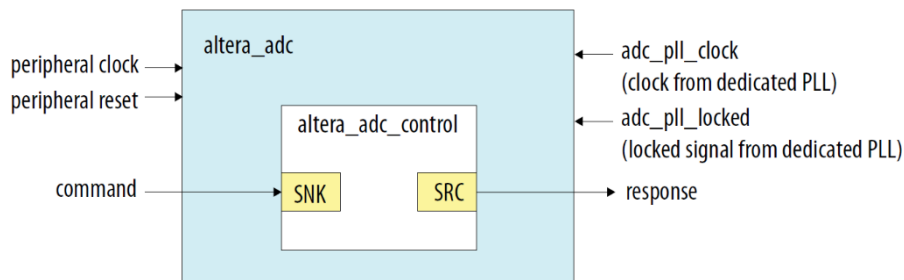 altera_adc
peripheral clock
peripheral reset
adc_pll_clock
(clock from dedicated PLL)
adc_pll_locked
(locked signal from dedicated PLL)
altera_adc_control
command
SNK
SRC
response